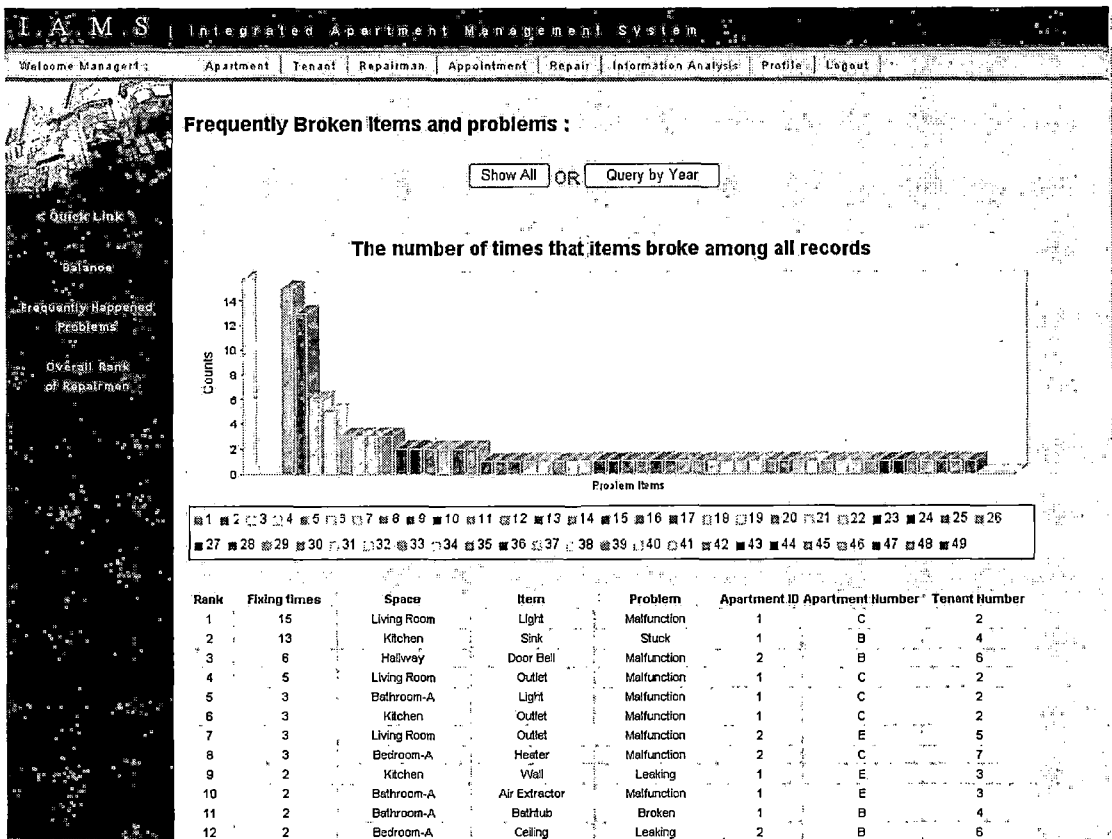 I.A.M.S | Integrated Apartment Management System
Welcome Manager1 :
Apartment | Tenant | Repairman | Appointment | Repair | Information Analysis | Profile | Logout
Frequently Broken Items and problems :
Show All OR Query by Year
< Quick Link >
Balance
Frequently Happened
Problems
Overall Rank
of Repairmen
The number of times that items broke among all records
Counts
14
12
10
8
6
4
2
0
Problem Items
1 2 3 4 5 6 7 8 9 10 11 12 13 14 15 16 17 18 19 20 21 22 23 24 25 26
27 28 29 30 31 32 33 34 35 36 37 38 39 40 41 42 43 44 45 46 47 48 49
Rank Fixing times Space Item Problem Apartment ID Apartment Number Tenant Number
1 15 Living Room Light Malfunction 1 C 2
2 13 Kitchen Sink Stuck 1 B 4
3 6 Hallway Door Bell Malfunction 2 B 6
4 5 Living Room Outlet Malfunction 1 C 2
5 3 Bathroom-A Light Malfunction 1 C 2
6 3 Kitchen Outlet Malfunction 1 C 2
7 3 Living Room Outlet Malfunction 2 E 5
8 3 Bedroom-A Heater Malfunction 2 C 7
9 2 Kitchen Wall Leaking 1 E 3
10 2 Bathroom-A Air Extractor Malfunction 1 E 3
11 2 Bathroom-A Bathtub Broken 1 B 4
12 2 Bedroom-A Ceiling Leaking 2 B 6